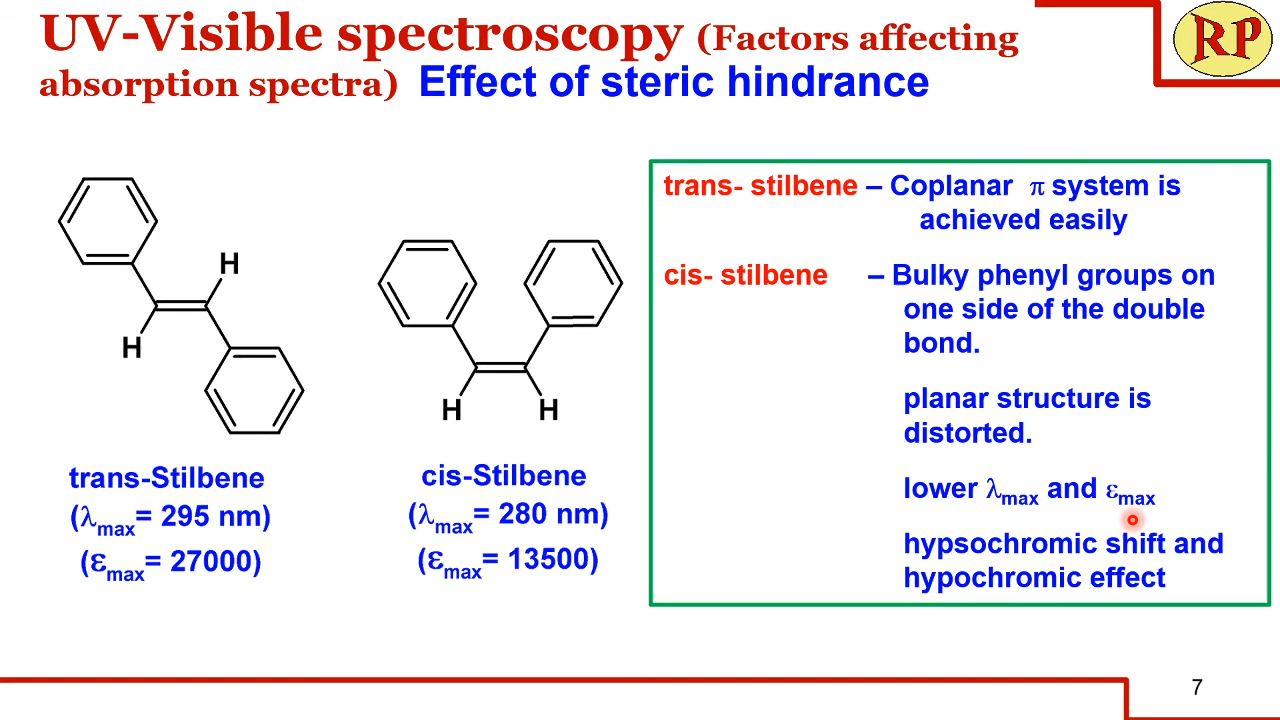 UV-Visible spectroscopy (Factors affecting
absorption spectra) Effect of steric hindrance
RP
H
H
trans-Stilbene
(λmax= 295 nm)
(εmax= 27000)
H H
cis-Stilbene
(λmax= 280 nm)
(εmax= 13500)
trans- stilbene – Coplanar π system is
achieved easily
cis- stilbene – Bulky phenyl groups on
one side of the double
bond.
planar structure is
distorted.
lower λmax and εmax
hypsochromic shift and
hypochromic effect
7